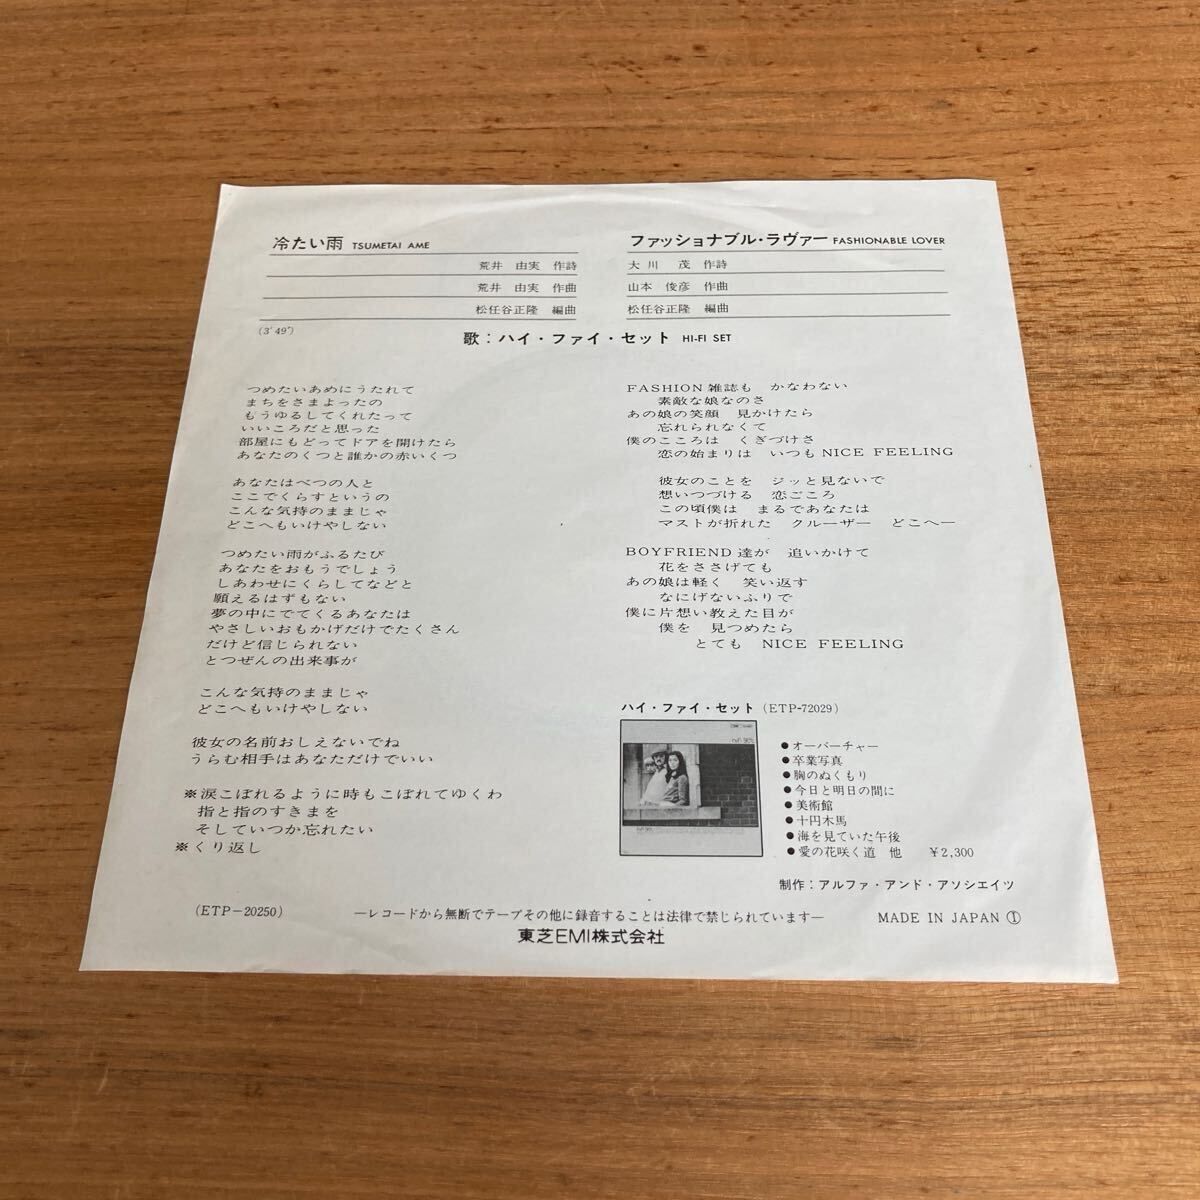 冷たい雨 TSUMETAI AME
荒井 由実 作詩
荒井 由実 作曲
松任谷正隆 編曲
(3'49")
ファッショナブル・ラヴァー FASHIONABLE LOVER
大川 茂 作詩
山本 俊彦 作曲
松任谷正隆 編曲
歌:ハイ・ファイ・セット HI-FI SET
つめたいあめにうたれて
まちをさまよったの
もうゆるしてくれたって
いいころだと思った
部屋にもどってドアを開けたら
あなたのくつと誰かの赤いくつ
あなたはべつの人と
ここでくらすというの
こんな気持のままじゃ
どこへもいけやしない
つめたい雨がふるたび
あなたをおもうでしょう
しあわせにくらしてなどと
願えるはずもない
夢の中にでてくるあなたは
やさしいおもかげだけでたくさん
だけど信じられない
とつぜんの出来事が
こんな気持のままじゃ
どこへもいけやしない
彼女の名前おしえないでね
うらむ相手はあなただけでいい
※涙こぼれるように時もこぼれてゆくわ
指と指のすきまを
そしていつか忘れたい
※くり返し
FASHION 雑誌も かなわない
素敵な娘なのさ
あの娘の笑顔 見かけたら
忘れられなくて
僕のこころは くぎづけさ
恋の始まりは いつも NICE FEELING
彼女のことを ジッと見ないで
想いつづける 恋ごころ
この頃僕は まるであなたは
マストが折れた クルーザー どこへー
BOYFRIEND 達が 追いかけて
花をささげても
あの娘は軽く 笑い返す
なにげないふりで
僕に片想い教えた目が
僕を 見つめたら
とても NICE FEELING
ハイ・ファイ・セット (ETP-72029)
●オーバーチャー
●卒業写真
●胸のぬくもり
●今日と明日の間に
●美術館
●十円木馬
●海を見ていた午後
●愛の花咲く道 他 ¥2,300
制作:アルファ・アンド・アソシエイツ
(ETP-20250)
―レコードから無断でテープその他に録音することは法律で禁じられています―
MADE IN JAPAN ①
東芝EMI株式会社